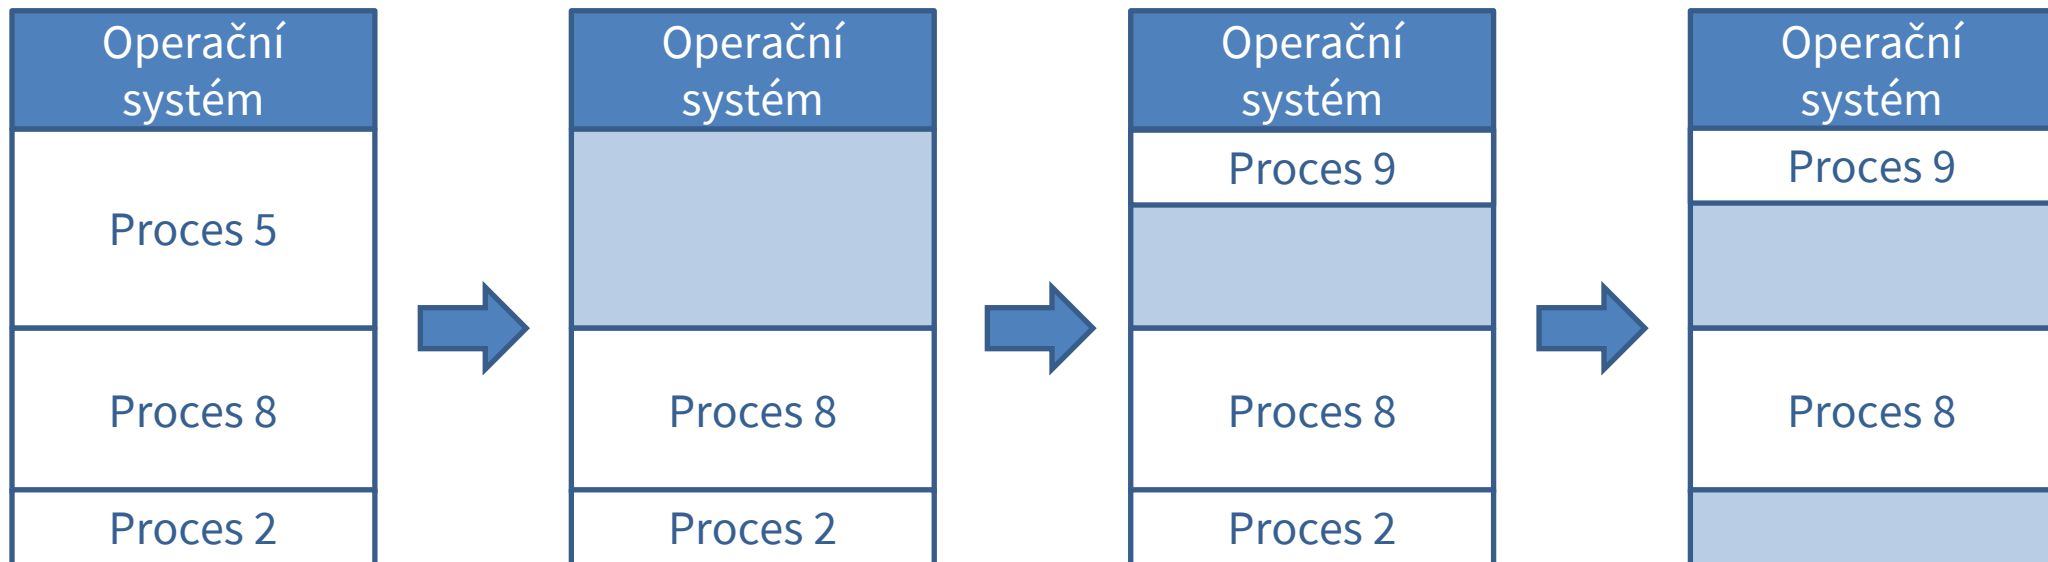 Operační
systém
Proces 5
Proces 8
Proces 2
Operační
systém
Proces 8
Proces 2
Operační
systém
Proces 9
Proces 8
Proces 2
Operační
systém
Proces 9
Proces 8